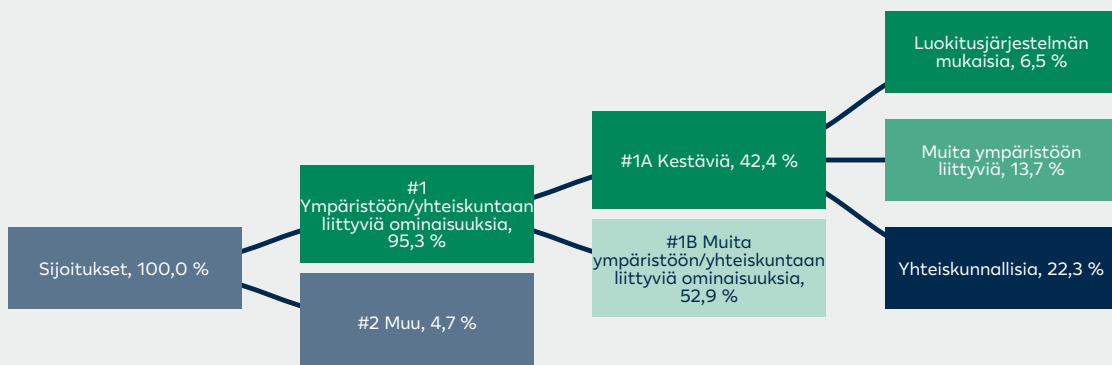 Sijoitukset, 100,0 %
#1
Ympäristöön/yhteiskuntaan
liittyviä ominaisuuksia,
95,3 %
#2 Muu, 4,7 %
#1A Kestäviä, 42,4 %
#1B Muita
ympäristöön/yhteiskuntaan
liittyviä ominaisuuksia,
52,9 %
Luokitusjärjestelmän
mukaisia, 6,5 %
Muita ympäristöön
liittyviä, 13,7 %
Yhteiskunnallisia, 22,3 %